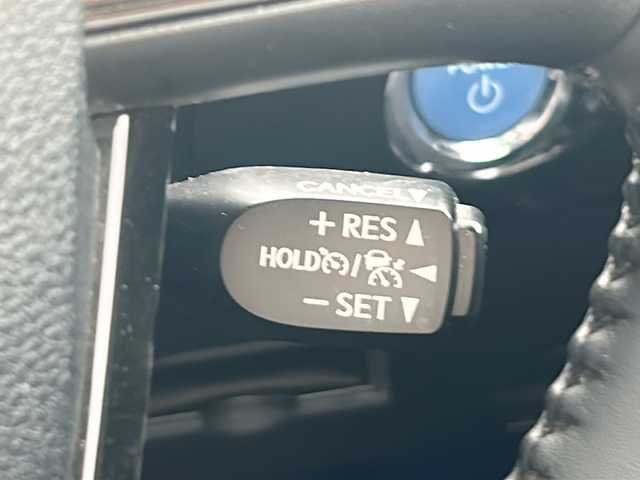 CANCEL▼
+ RES ▲
HOLD / ◀
− SET ▼